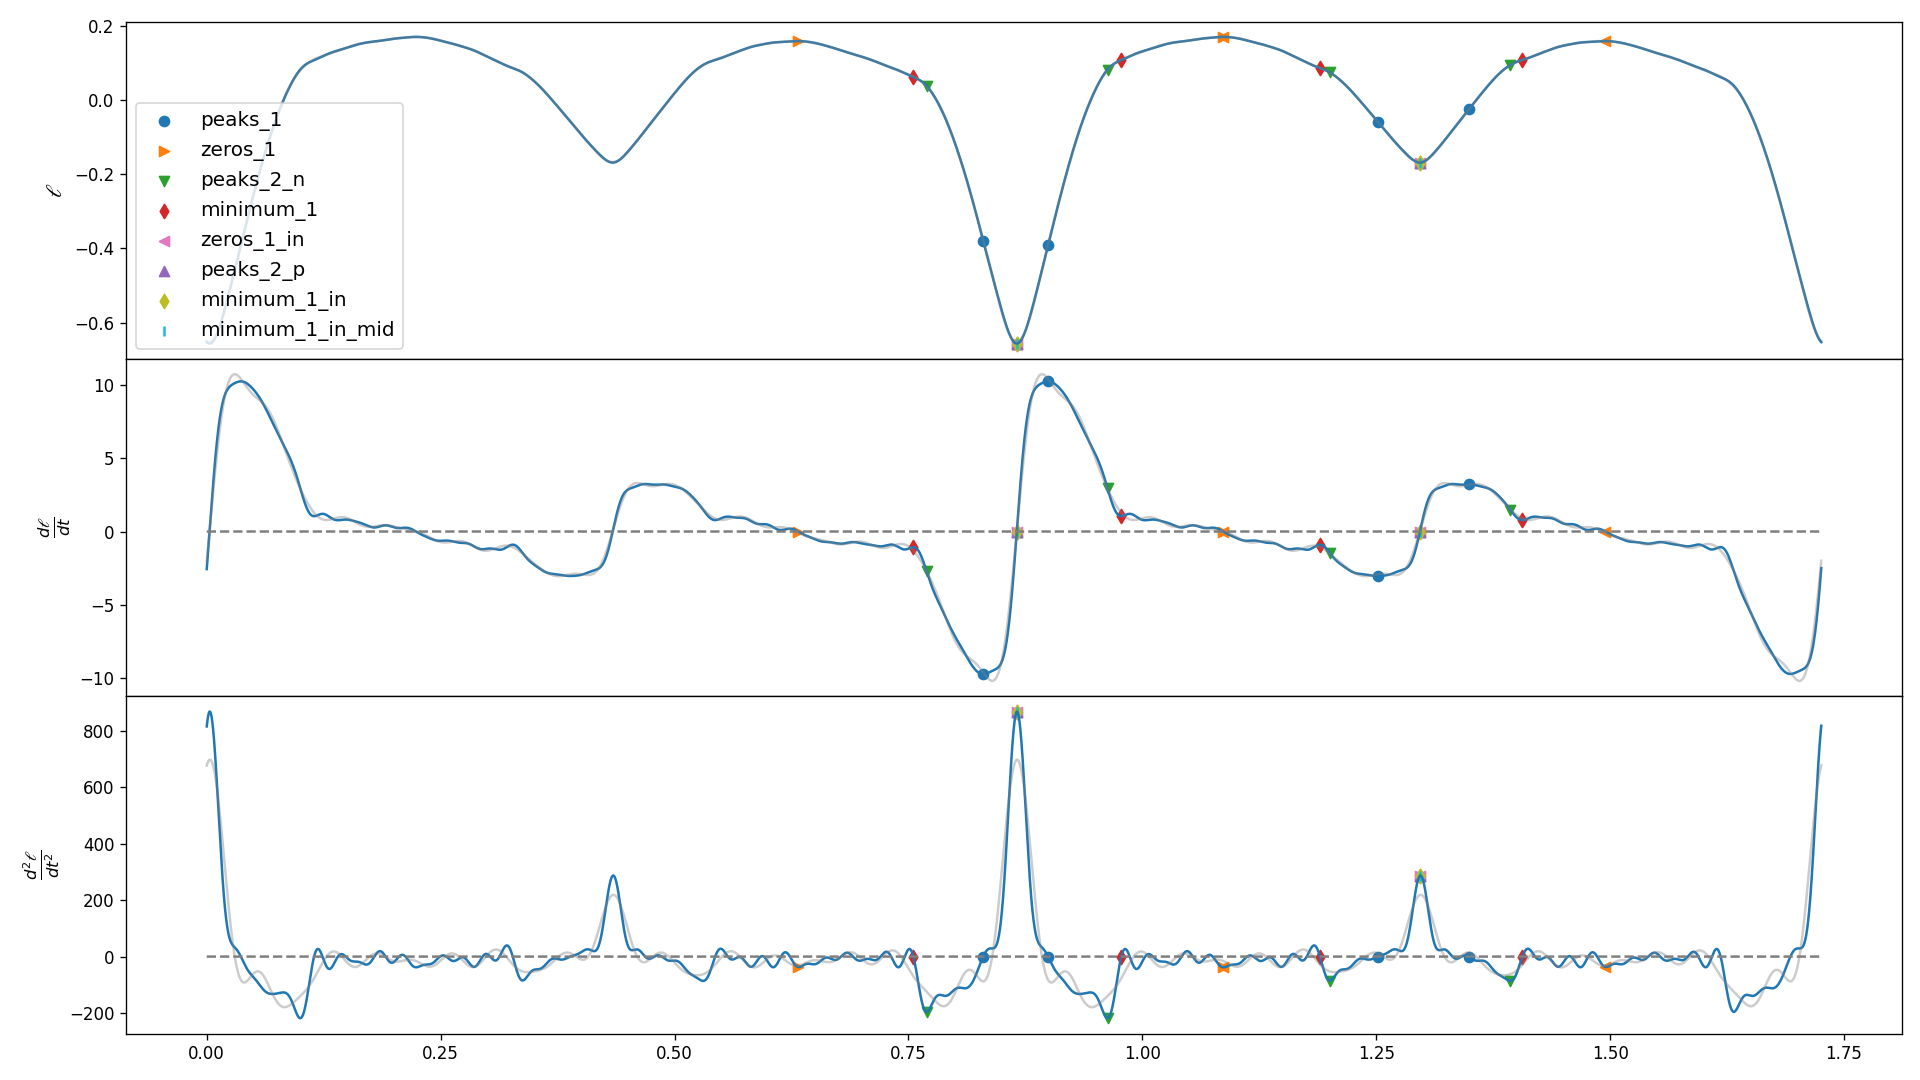 0.2
0.0
−0.2
−0.4
−0.6
ℓ
peaks_1
zeros_1
peaks_2_n
minimum_1
zeros_1_in
peaks_2_p
minimum_1_in
minimum_1_in_mid
10
5
0
−5
−10
dℓ
dt
800
600
400
200
0
−200
d²ℓ
dt²
0.00 0.25 0.50 0.75 1.00 1.25 1.50 1.75